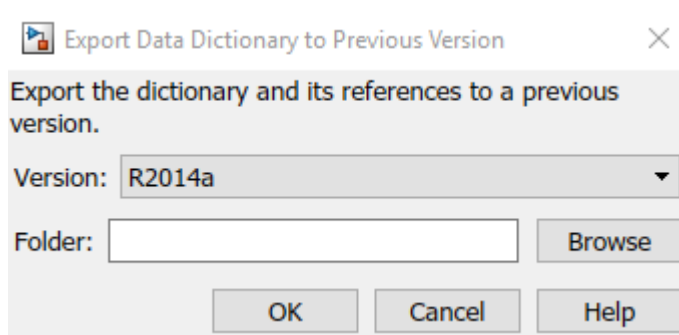 Export Data Dictionary to Previous Version
Export the dictionary and its references to a previous
version.
Version: R2014a
Folder: Browse
OK Cancel Help